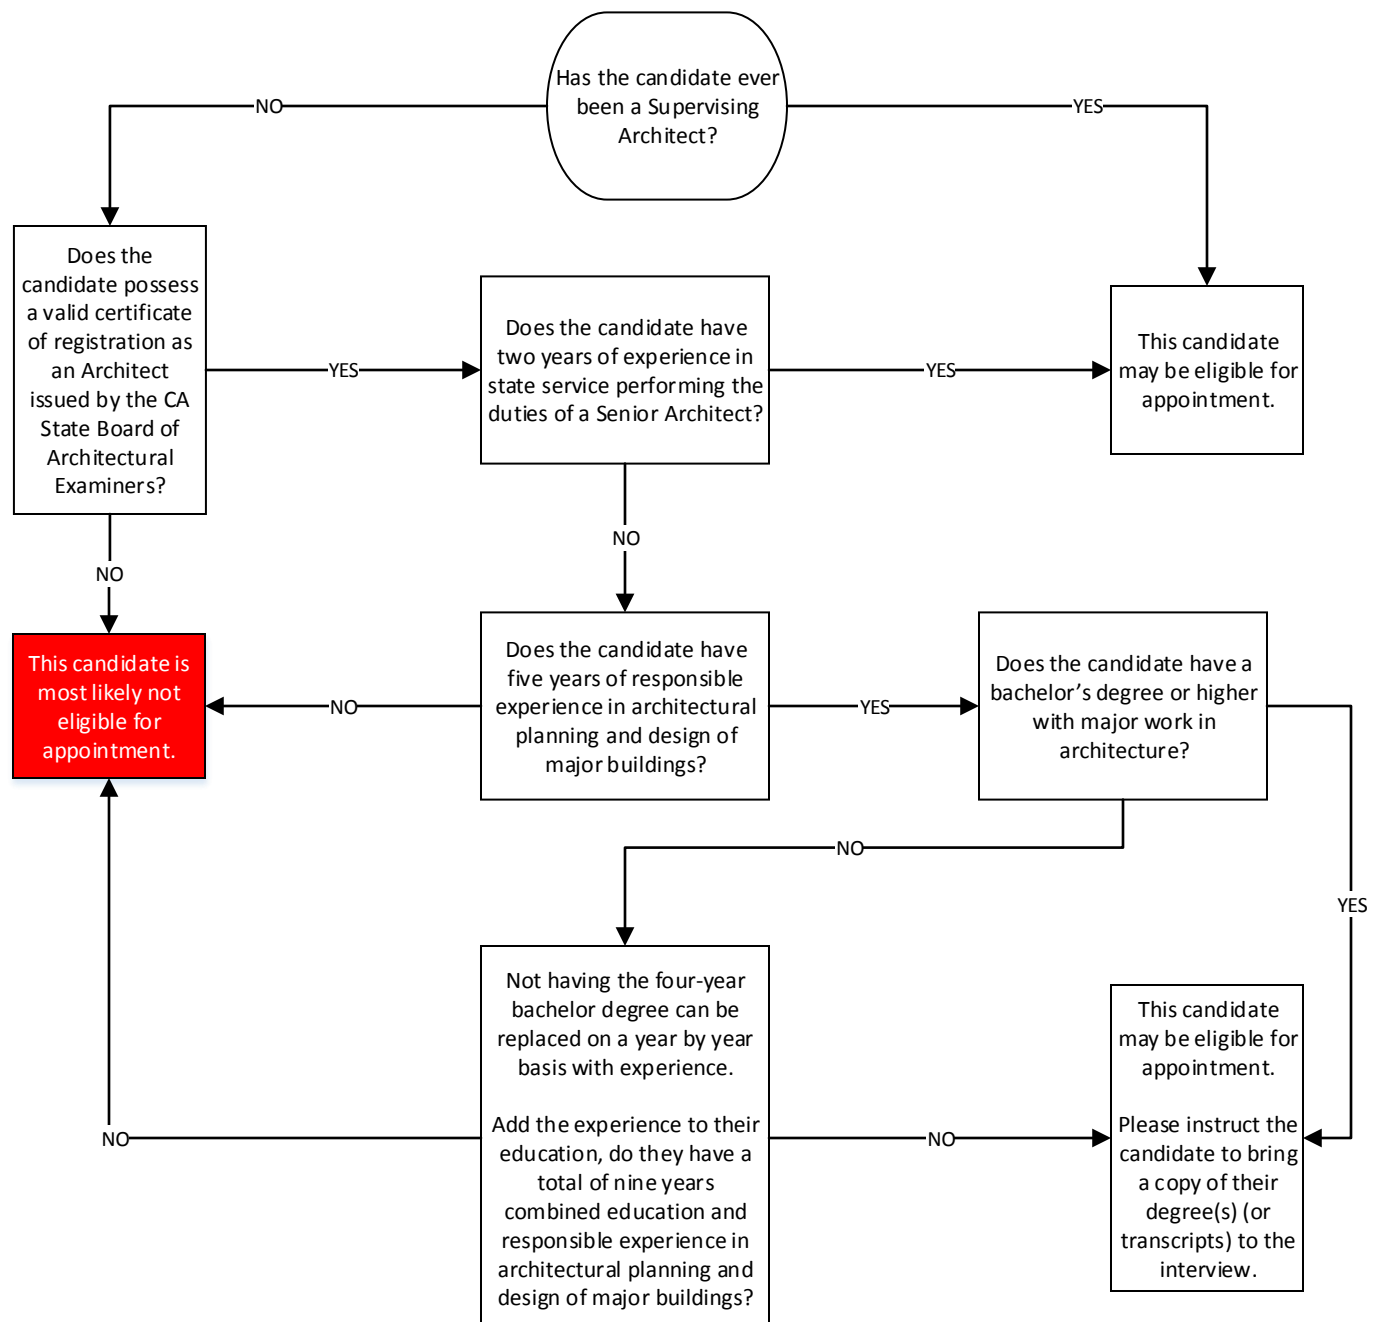 Has the candidate ever
been a Supervising
Architect?
NO
YES
Does the
candidate possess
a valid certificate
of registration as
an Architect
issued by the CA
State Board of
Architectural
Examiners?
YES
Does the candidate have
two years of experience in
state service performing the
duties of a Senior Architect?
YES
This candidate
may be eligible for
appointment.
NO
NO
This candidate is
most likely not
eligible for
appointment.
NO
Does the candidate have
five years of responsible
experience in architectural
planning and design of
major buildings?
YES
Does the candidate have a
bachelor’s degree or higher
with major work in
architecture?
NO
YES
Not having the four-year
bachelor degree can be
replaced on a year by year
basis with experience.
Add the experience to their
education, do they have a
total of nine years
combined education and
responsible experience in
architectural planning and
design of major buildings?
NO
NO
This candidate
may be eligible for
appointment.
Please instruct the
candidate to bring
a copy of their
degree(s) (or
transcripts) to the
interview.